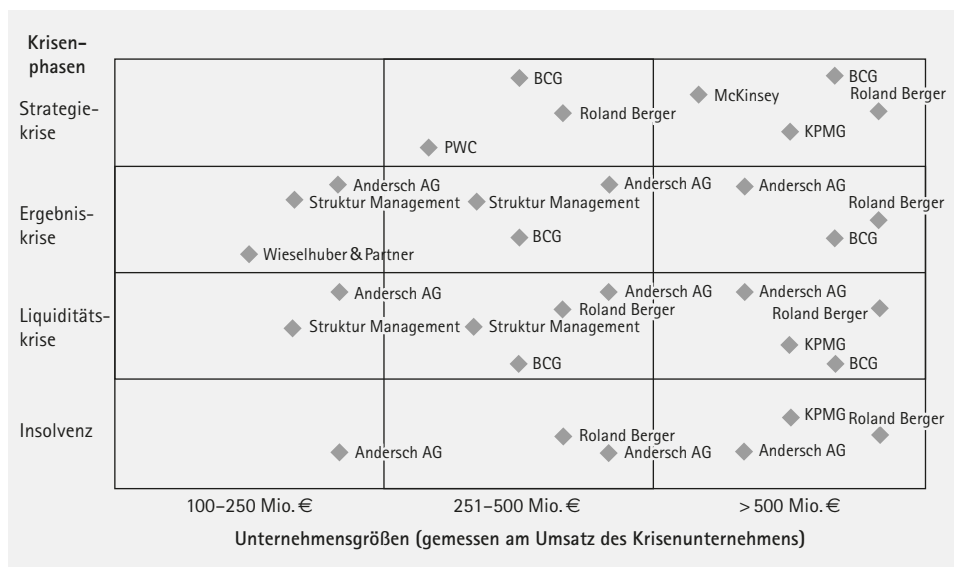 Krisen-
phasen
Strategie-
krise
BCG
Roland Berger
PWC
McKinsey
BCG
Roland Berger
KPMG
Ergebnis-
krise
Andersch AG
Struktur Management
Wieselhuber & Partner
Andersch AG
Struktur Management
BCG
Andersch AG
Roland Berger
BCG
Liquiditäts-
krise
Andersch AG
Struktur Management
Andersch AG
Roland Berger
Struktur Management
BCG
Andersch AG
Roland Berger
KPMG
BCG
Insolvenz
Andersch AG
Roland Berger
Andersch AG
KPMG
Roland Berger
Andersch AG
100–250 Mio. €
251–500 Mio. €
> 500 Mio. €
Unternehmensgrößen (gemessen am Umsatz des Krisenunternehmens)